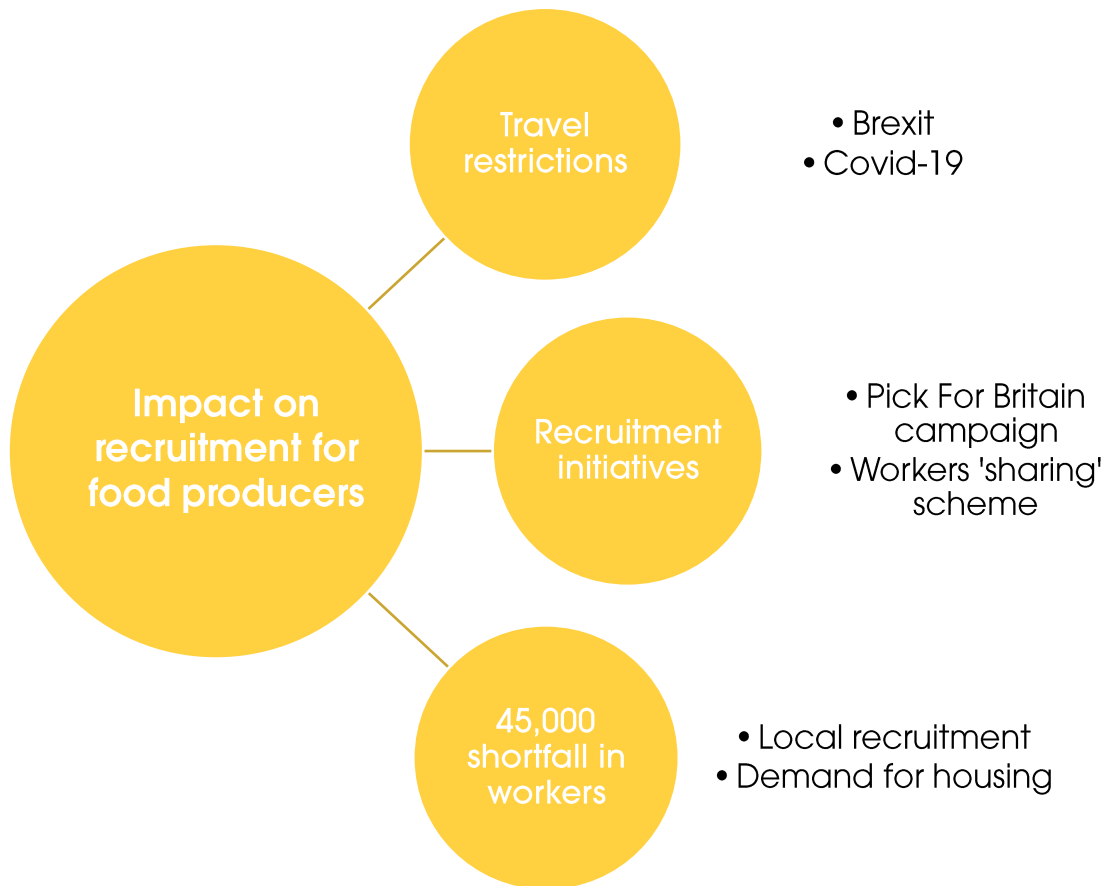 Impact on
recruitment for
food producers
Travel
restrictions
• Brexit
• Covid-19
Recruitment
initiatives
• Pick For Britain
campaign
• Workers 'sharing'
scheme
45,000
shortfall in
workers
• Local recruitment
• Demand for housing